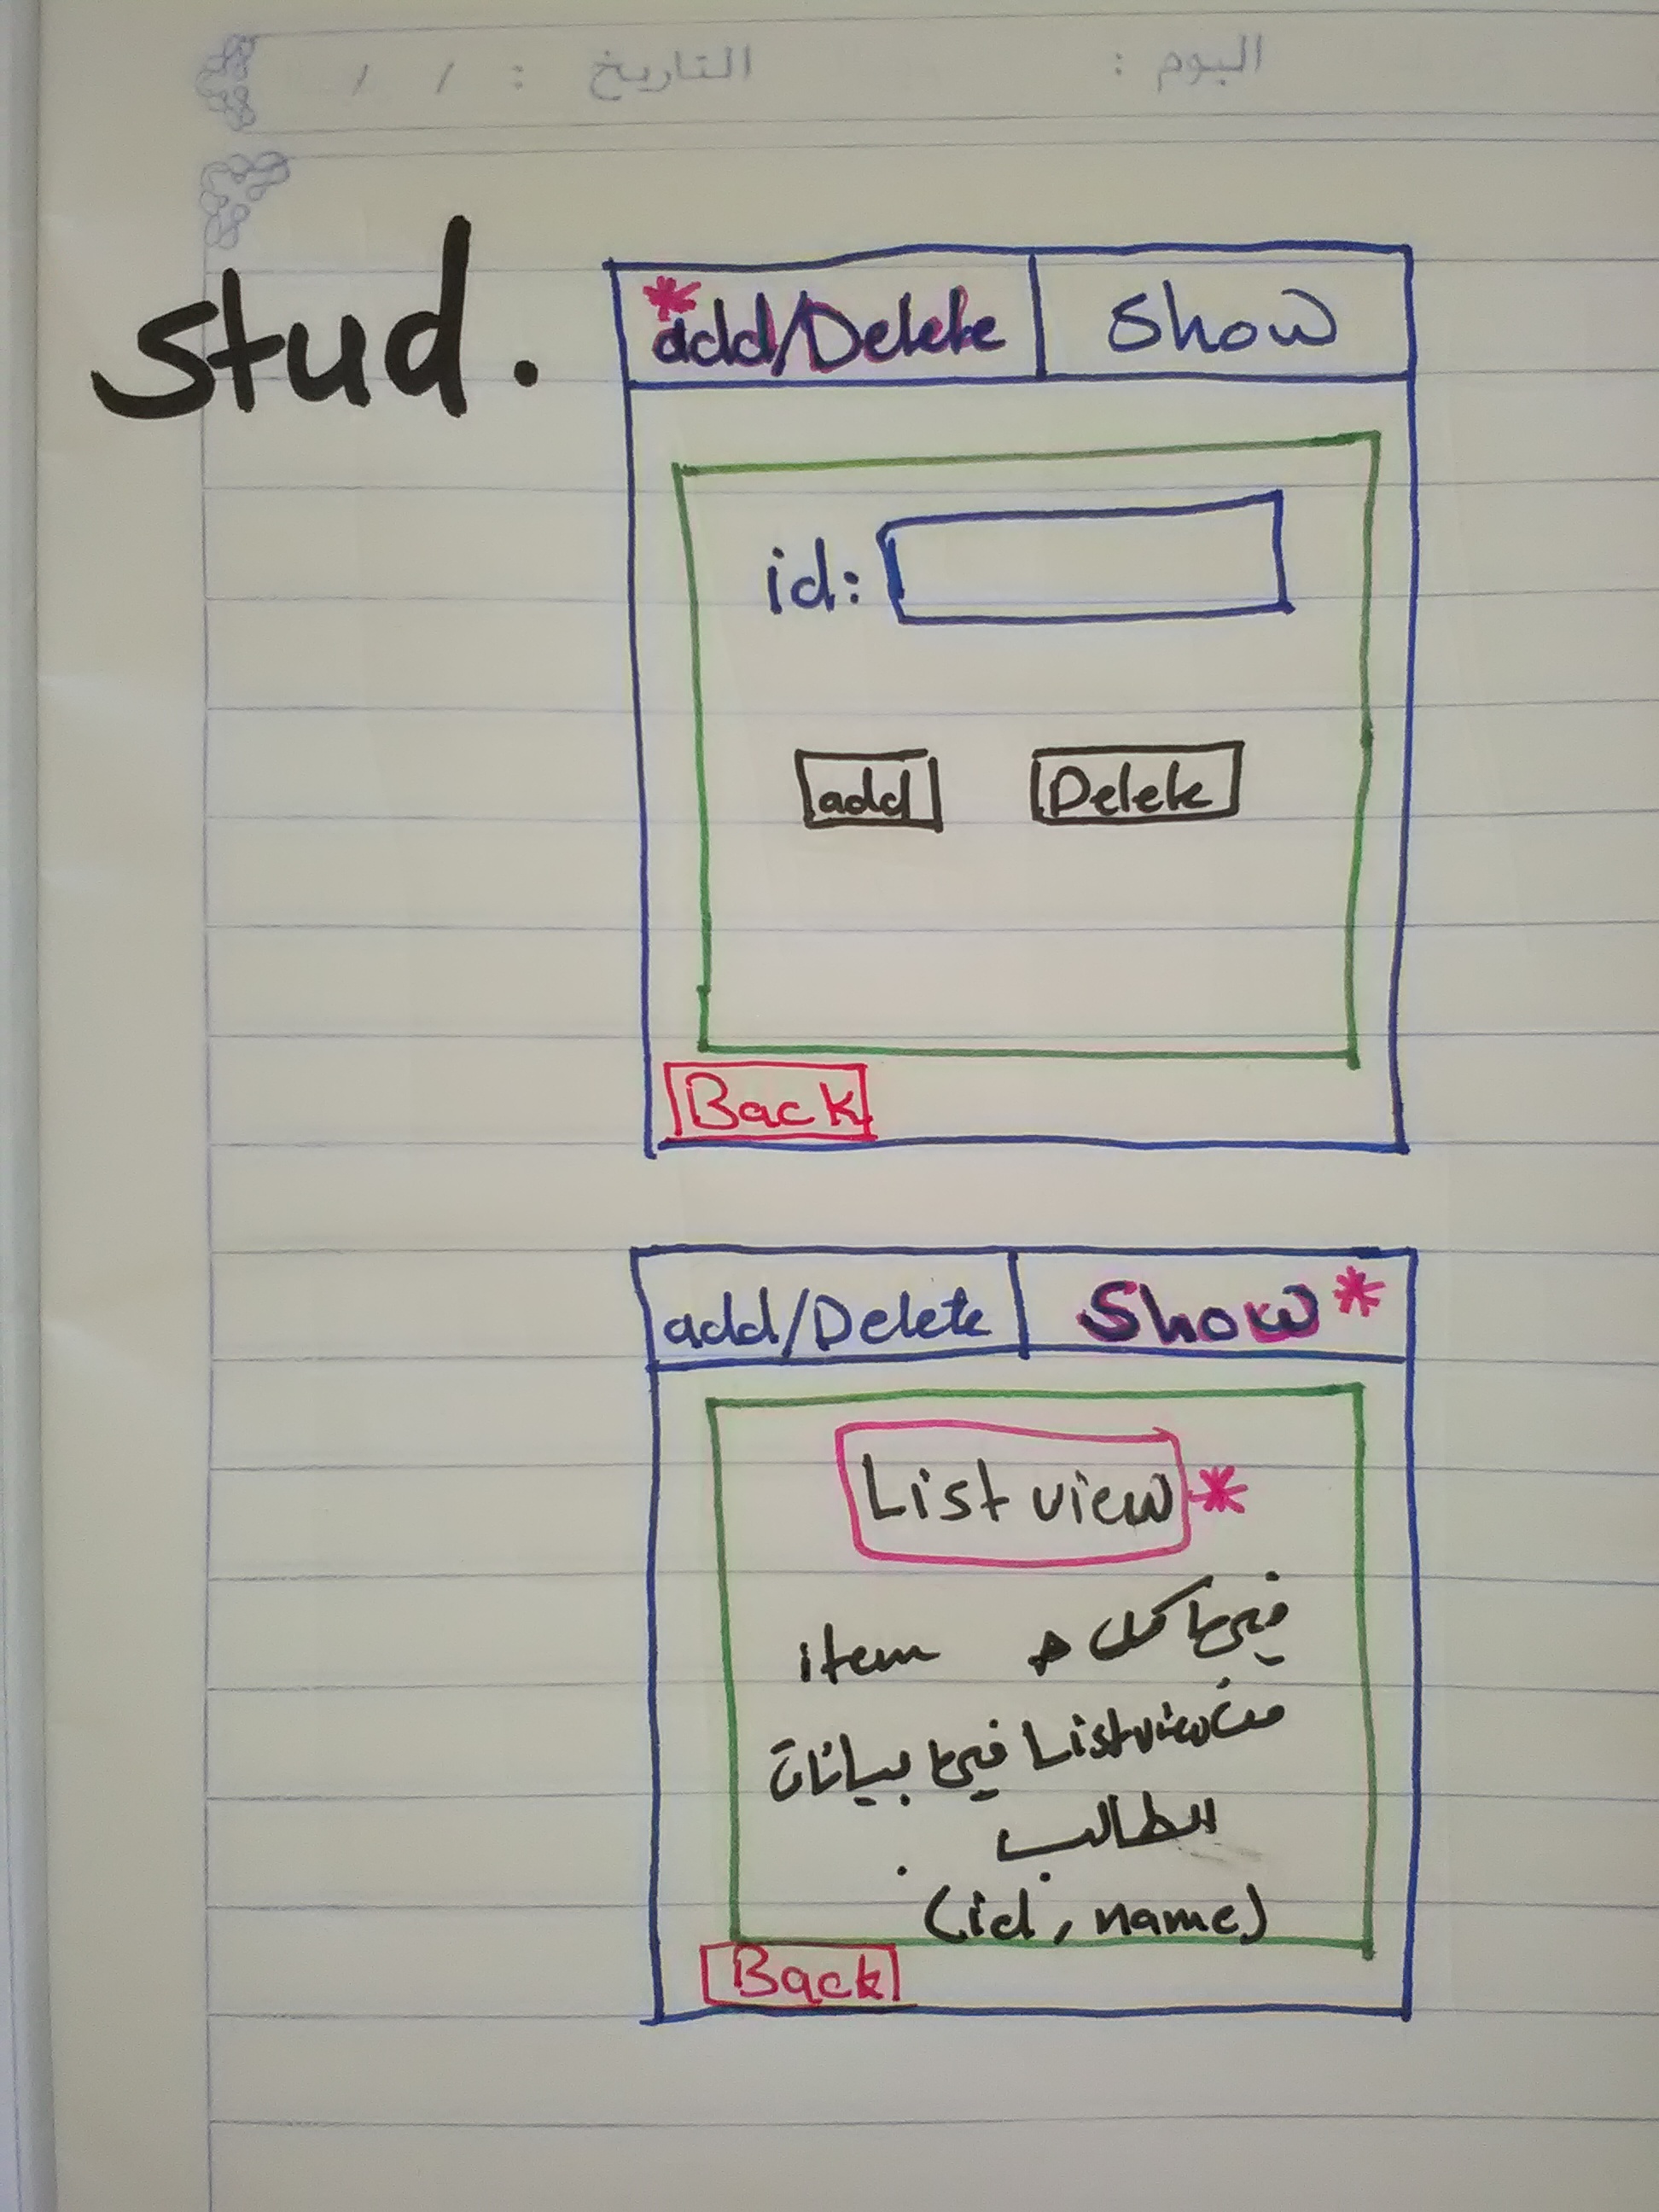 اليوم : التاريخ : / /
stud.
*add/Delete show
id:
add Delete
Back
add/Delete Show*
List view*
فيها كل item
من Listview فيها بيانات
الطالب .
(id, name)
Back